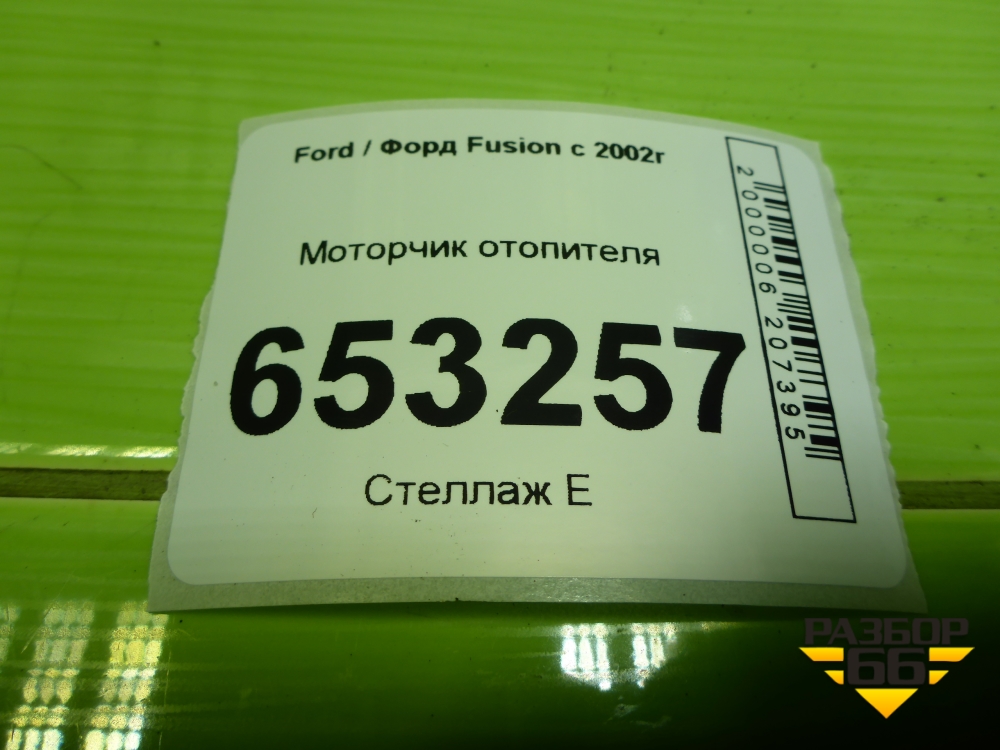 Ford / Форд Fusion с 2002г
Моторчик отопителя
653257
Стеллаж Е
2000006207395
РАЗБОР
66